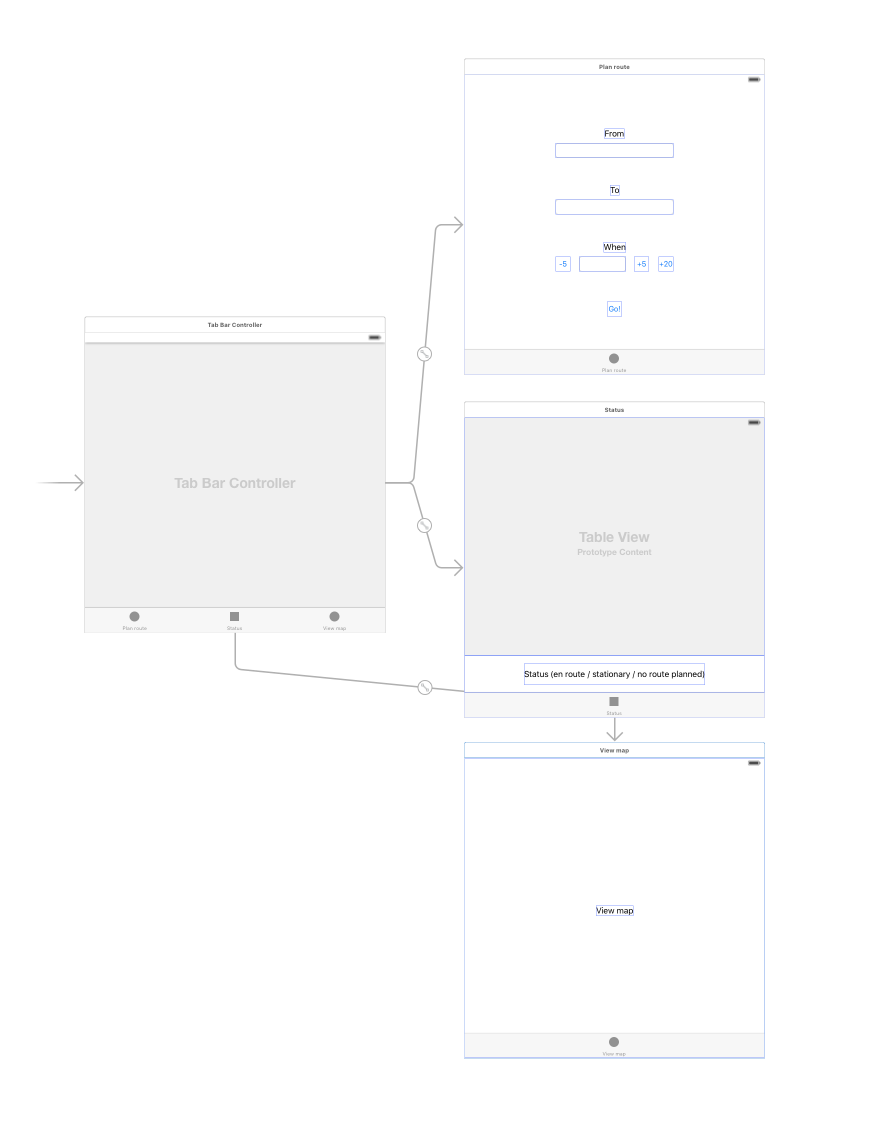 Plan route
From
To
When
-5
+5
+20
Go!
Plan route
Tab Bar Controller
Tab Bar Controller
Plan route
Status
View map
Status
Table View
Prototype Content
Status (en route / stationary / no route planned)
Status
View map
View map
View map